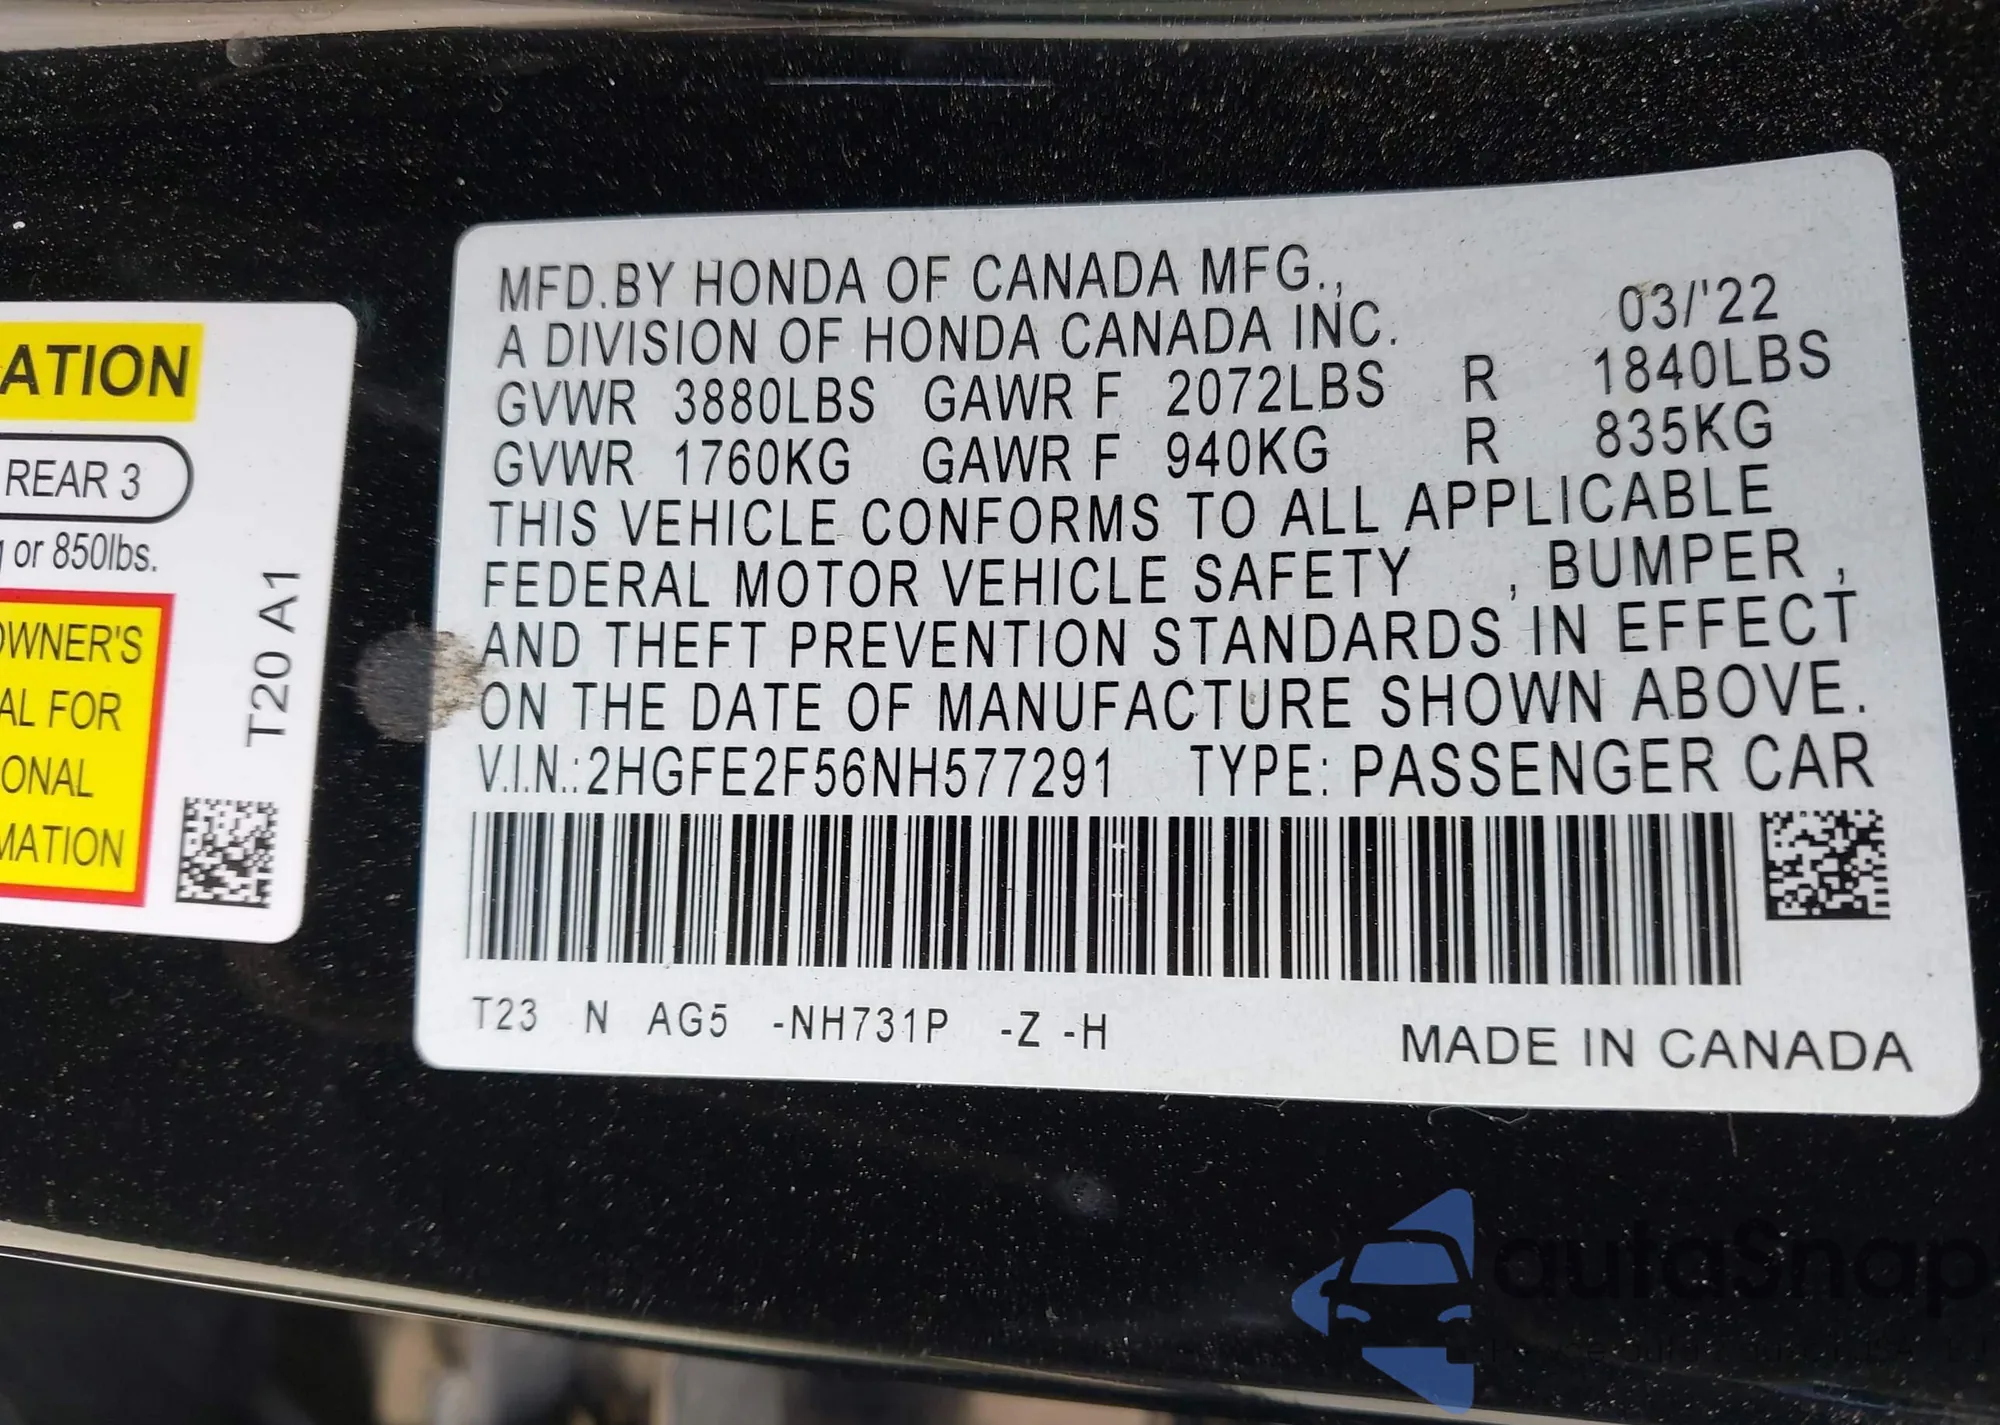 ATION
REAR 3
or 850lbs.
OWNER'S
AL FOR
ONAL
MATION
T20 A1
MFD.BY HONDA OF CANADA MFG.,
A DIVISION OF HONDA CANADA INC. 03/'22
GVWR 3880LBS GAWR F 2072LBS R 1840LBS
GVWR 1760KG GAWR F 940KG R 835KG
THIS VEHICLE CONFORMS TO ALL APPLICABLE
FEDERAL MOTOR VEHICLE SAFETY , BUMPER ,
AND THEFT PREVENTION STANDARDS IN EFFECT
ON THE DATE OF MANUFACTURE SHOWN ABOVE.
V.I.N.:2HGFE2F56NH577291 TYPE: PASSENGER CAR
T23 N AG5 -NH731P -Z -H
MADE IN CANADA
autaSnap